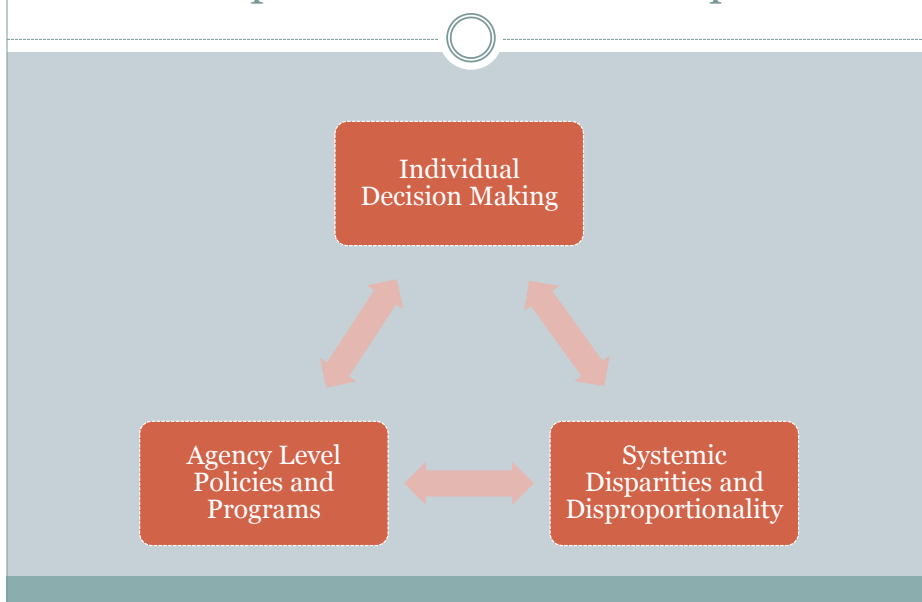 Individual
Decision Making
Agency Level
Policies and
Programs
Systemic
Disparities and
Disproportionality